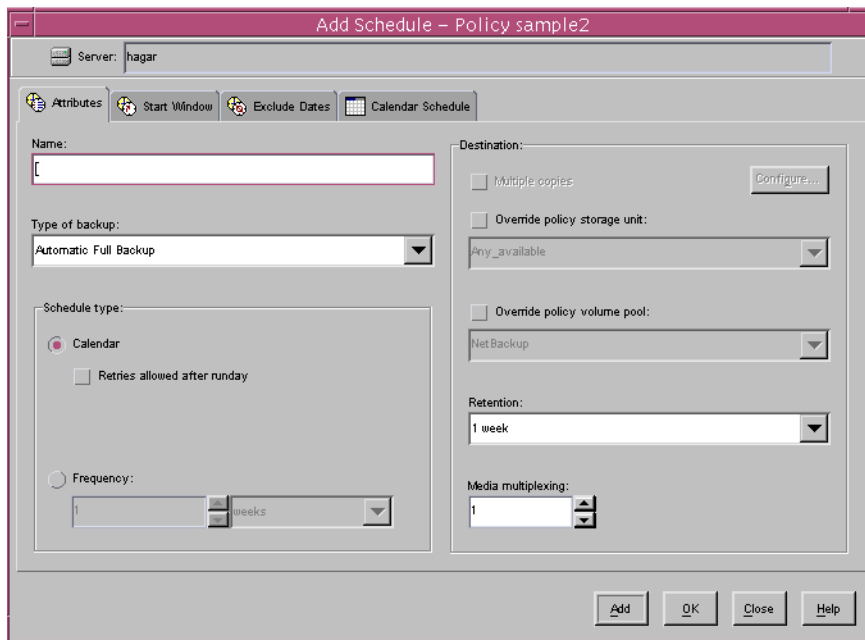 Add Schedule – Policy sample2
Server: hagar
Attributes Start Window Exclude Dates Calendar Schedule
Name:
Type of backup:
Automatic Full Backup
Schedule type:
Calendar
Retries allowed after runday
Frequency:
1 weeks
Destination:
Multiple copies Configure...
Override policy storage unit:
Any_available
Override policy volume pool:
NetBackup
Retention:
1 week
Media multiplexing:
1
Add OK Close Help